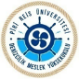 PİRİ REİS ÜNİVERSİTESİ
DENİZCİLİK MESLEK YÜKSEKOKULU